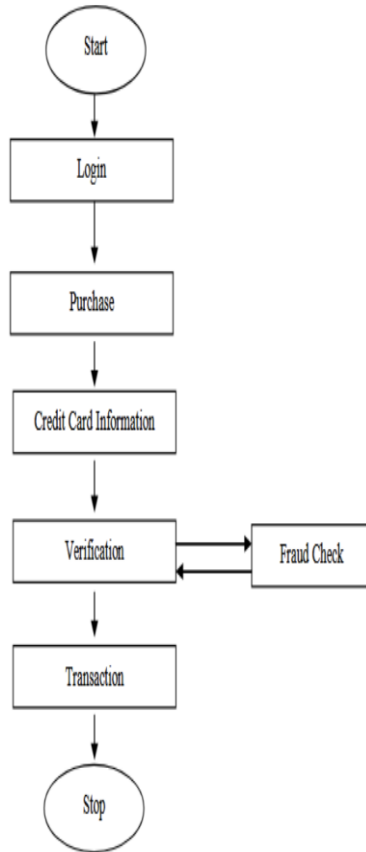 Start
Login
Purchase
Credit Card Information
Verification
Fraud Check
Transaction
Stop